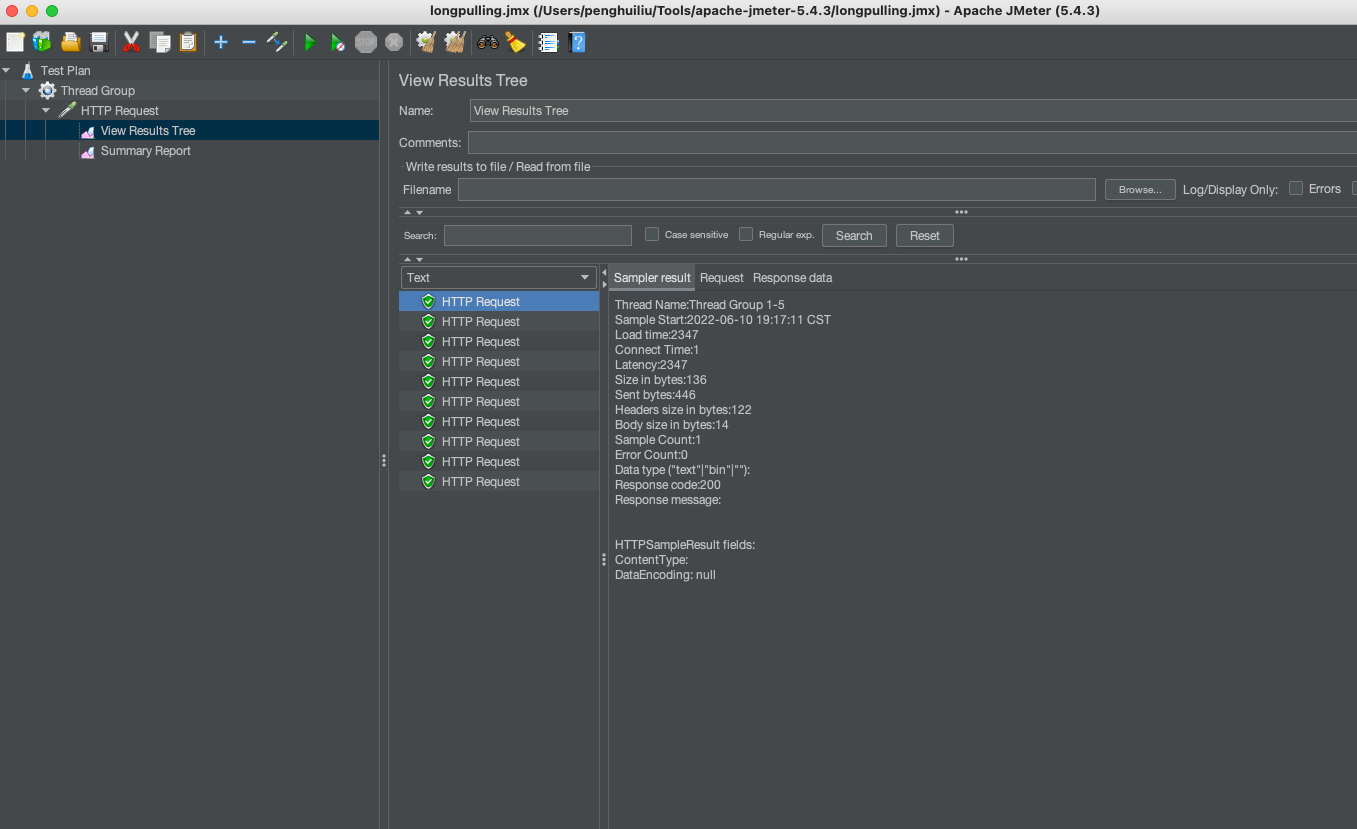 longpulling.jmx (/Users/penghuiliu/Tools/apache-jmeter-5.4.3/longpulling.jmx) - Apache JMeter (5.4.3)
STOP
Test Plan
Thread Group
HTTP Request
View Results Tree
Summary Report
View Results Tree
Name: View Results Tree
Comments:
Write results to file / Read from file
Filename Browse... Log/Display Only: Errors
Search: Case sensitive Regular exp. Search Reset
Text
HTTP Request
HTTP Request
HTTP Request
HTTP Request
HTTP Request
HTTP Request
HTTP Request
HTTP Request
HTTP Request
HTTP Request
Sampler result Request Response data
Thread Name:Thread Group 1-5
Sample Start:2022-06-10 19:17:11 CST
Load time:2347
Connect Time:1
Latency:2347
Size in bytes:136
Sent bytes:446
Headers size in bytes:122
Body size in bytes:14
Sample Count:1
Error Count:0
Data type ("text"|"bin"|""):
Response code:200
Response message:
HTTPSampleResult fields:
ContentType:
DataEncoding: null